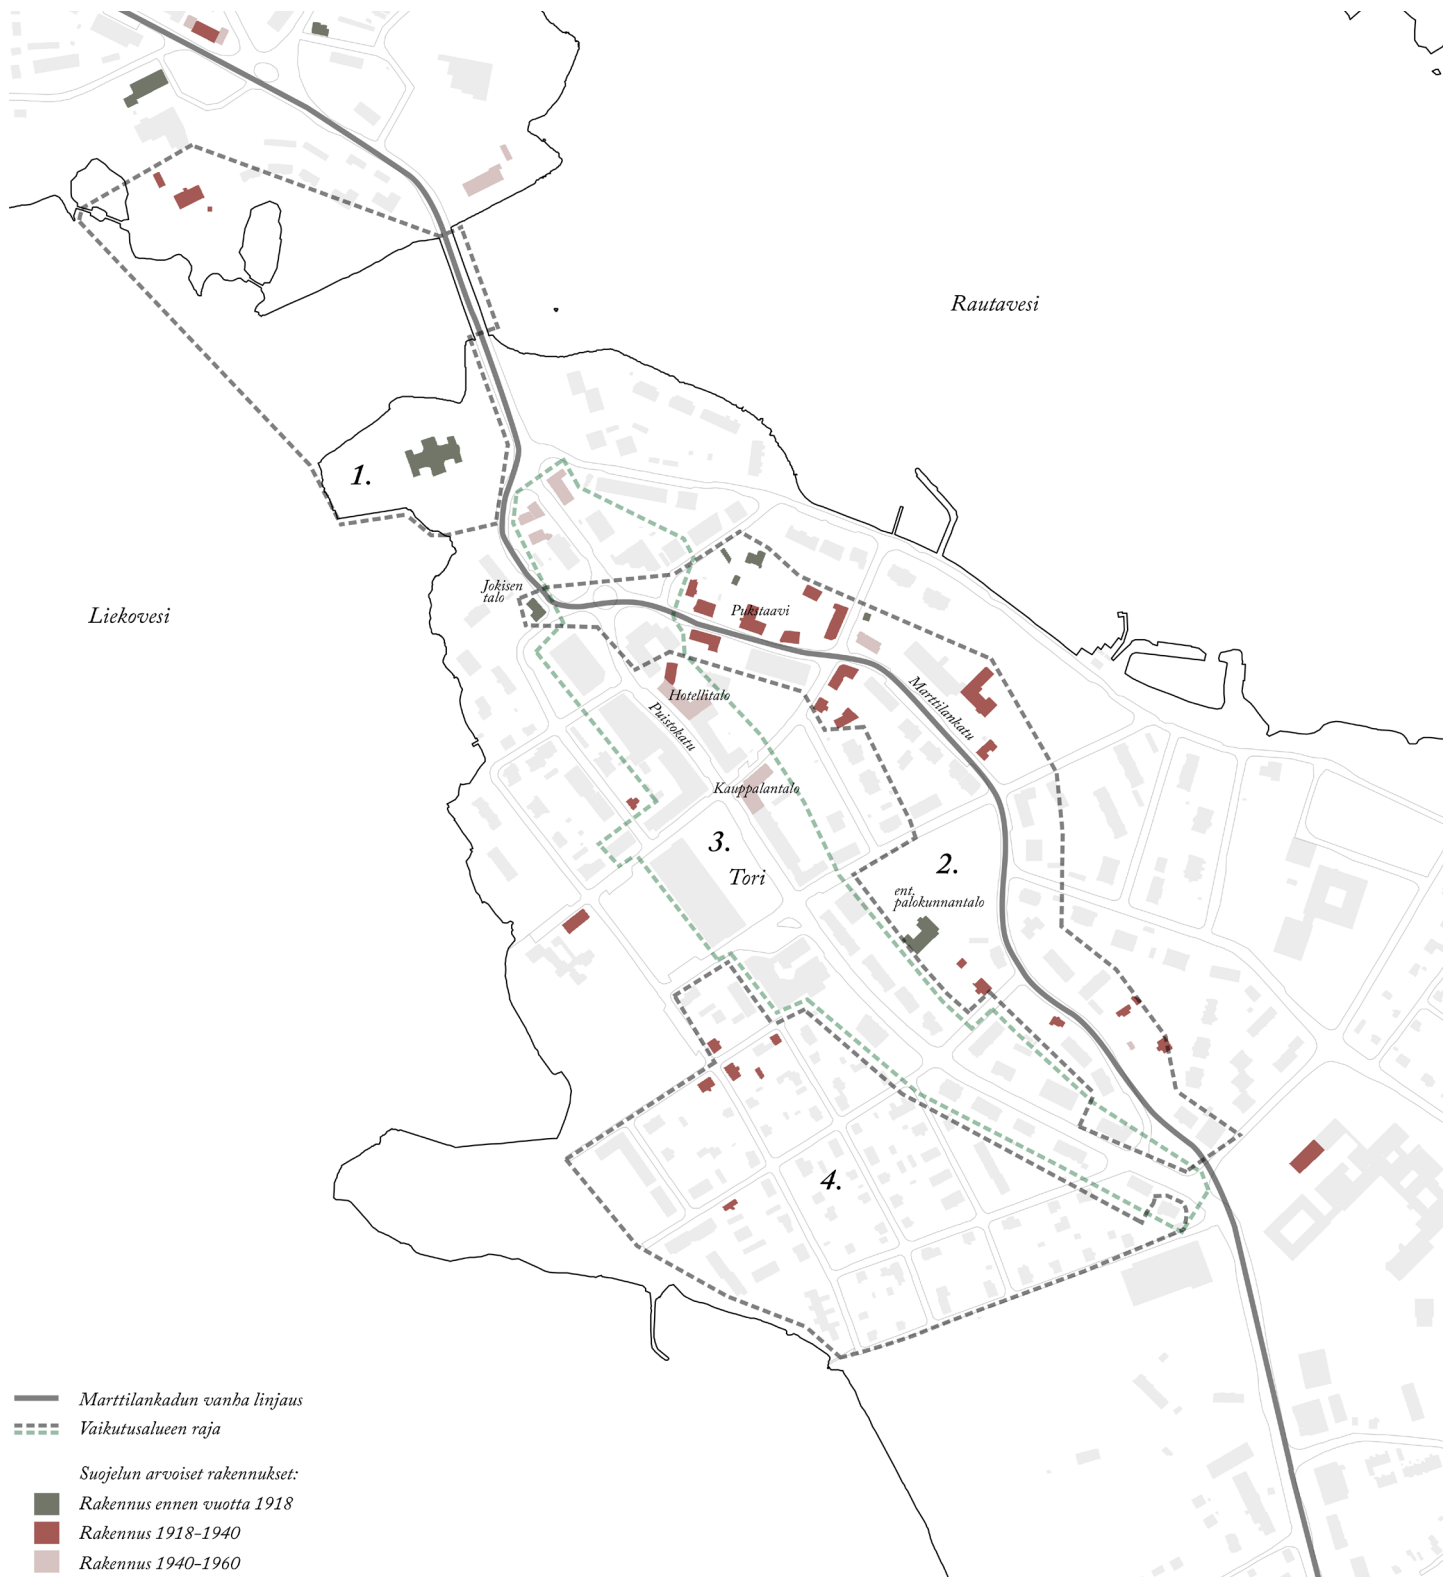 Rautavesi
1.
Jokisen
talo
Liekovesi
Pukstaavi
Hotellitalo
Puistokatu
Marttilankatu
Kauppalantalo
3.
Tori
2.
ent.
palokunnantalo
4.
Marttilankadun vanha linjaus
Vaikutusalueen raja
Suojelun arvoiset rakennukset:
Rakennus ennen vuotta 1918
Rakennus 1918-1940
Rakennus 1940-1960